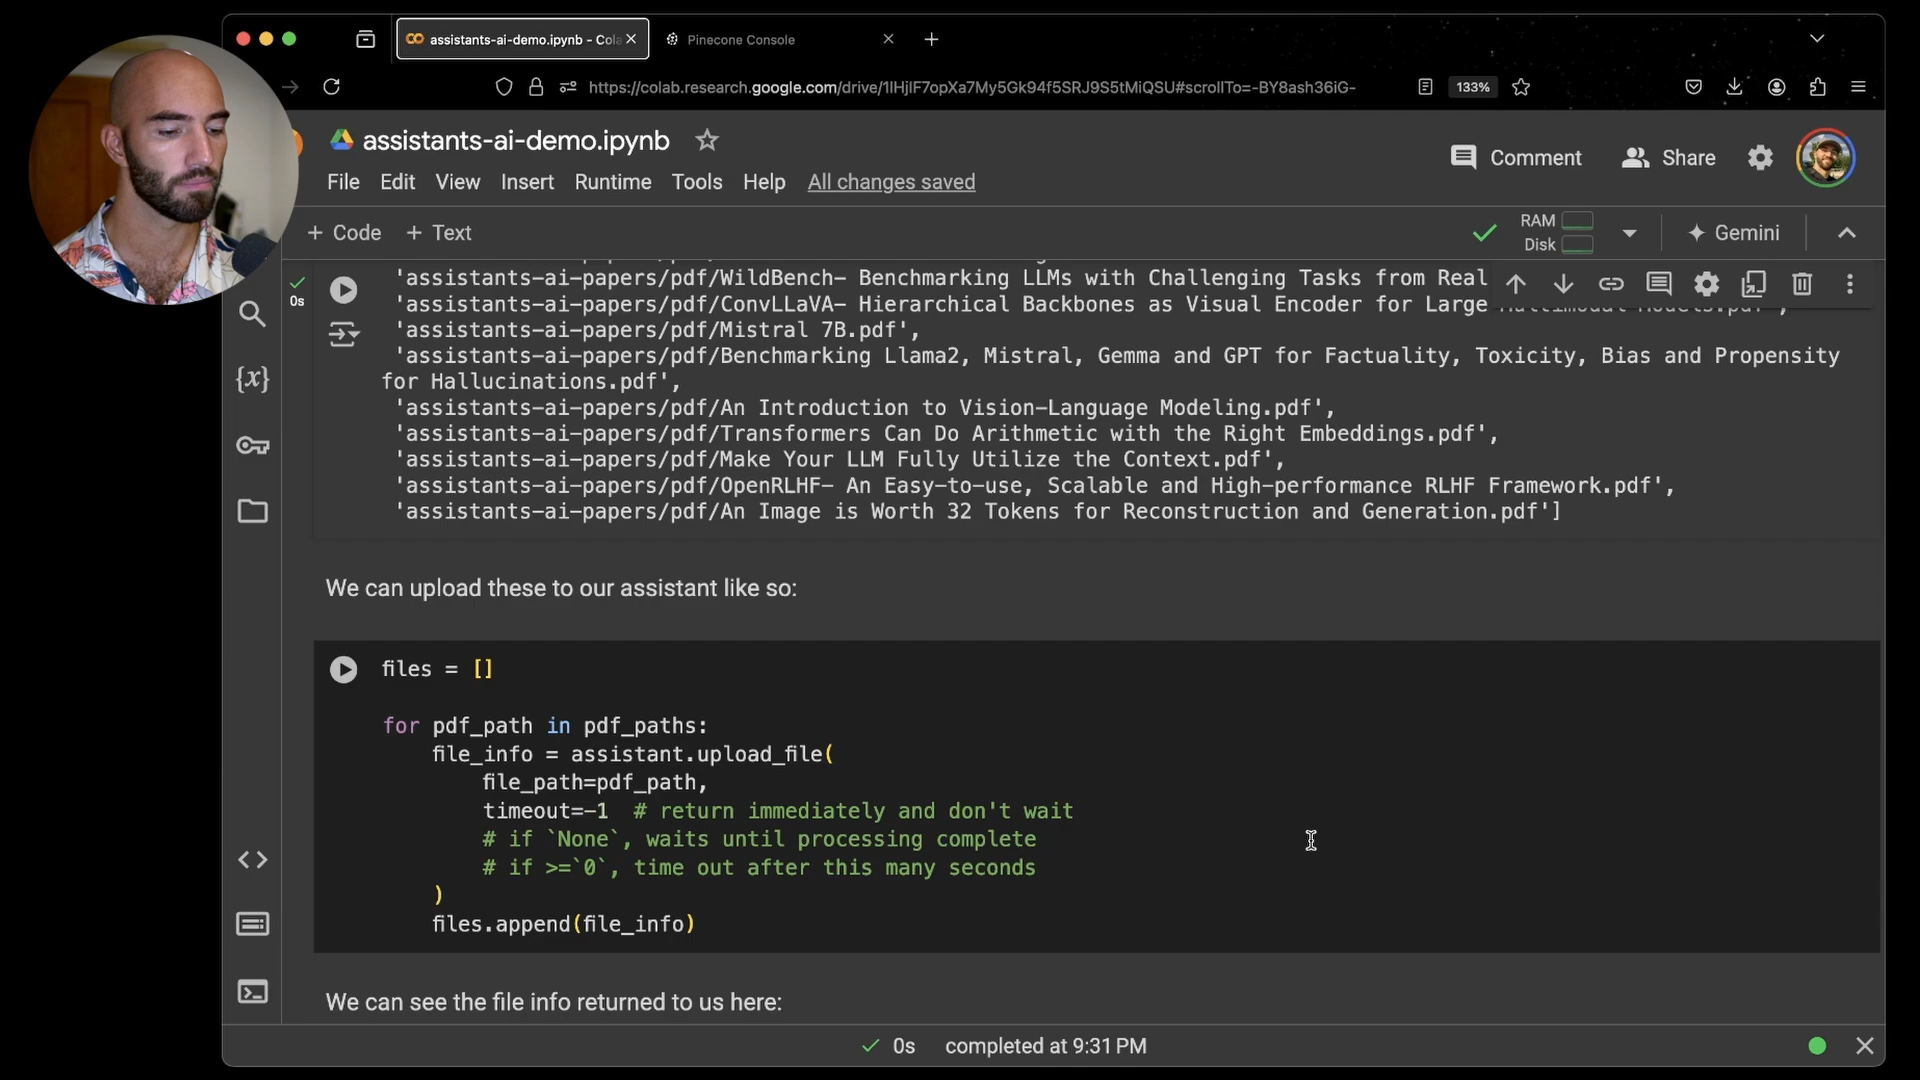 assistants-ai-demo.ipynb - Cola
Pinecone Console
https://colab.research.google.com/drive/1lHjlF7opXa7My5Gk94f5SRJ9S5tMiQSU#scrollTo=-BY8ash36iG-
133%
assistants-ai-demo.ipynb
Comment
Share
File Edit View Insert Runtime Tools Help All changes saved
+ Code + Text
RAM
Disk
Gemini
0s
'assistants-ai-papers/pdf/WildBench- Benchmarking LLMs with Challenging Tasks from Real
'assistants-ai-papers/pdf/ConvLLaVA- Hierarchical Backbones as Visual Encoder for Large Multimodal Models.pdf',
'assistants-ai-papers/pdf/Mistral 7B.pdf',
'assistants-ai-papers/pdf/Benchmarking Llama2, Mistral, Gemma and GPT for Factuality, Toxicity, Bias and Propensity
for Hallucinations.pdf',
'assistants-ai-papers/pdf/An Introduction to Vision-Language Modeling.pdf',
'assistants-ai-papers/pdf/Transformers Can Do Arithmetic with the Right Embeddings.pdf',
'assistants-ai-papers/pdf/Make Your LLM Fully Utilize the Context.pdf',
'assistants-ai-papers/pdf/OpenRLHF- An Easy-to-use, Scalable and High-performance RLHF Framework.pdf',
'assistants-ai-papers/pdf/An Image is Worth 32 Tokens for Reconstruction and Generation.pdf']
We can upload these to our assistant like so:
files = []
for pdf_path in pdf_paths:
file_info = assistant.upload_file(
file_path=pdf_path,
timeout=-1 # return immediately and don't wait
# if `None`, waits until processing complete
# if >=`0`, time out after this many seconds
)
files.append(file_info)
We can see the file info returned to us here:
0s completed at 9:31 PM